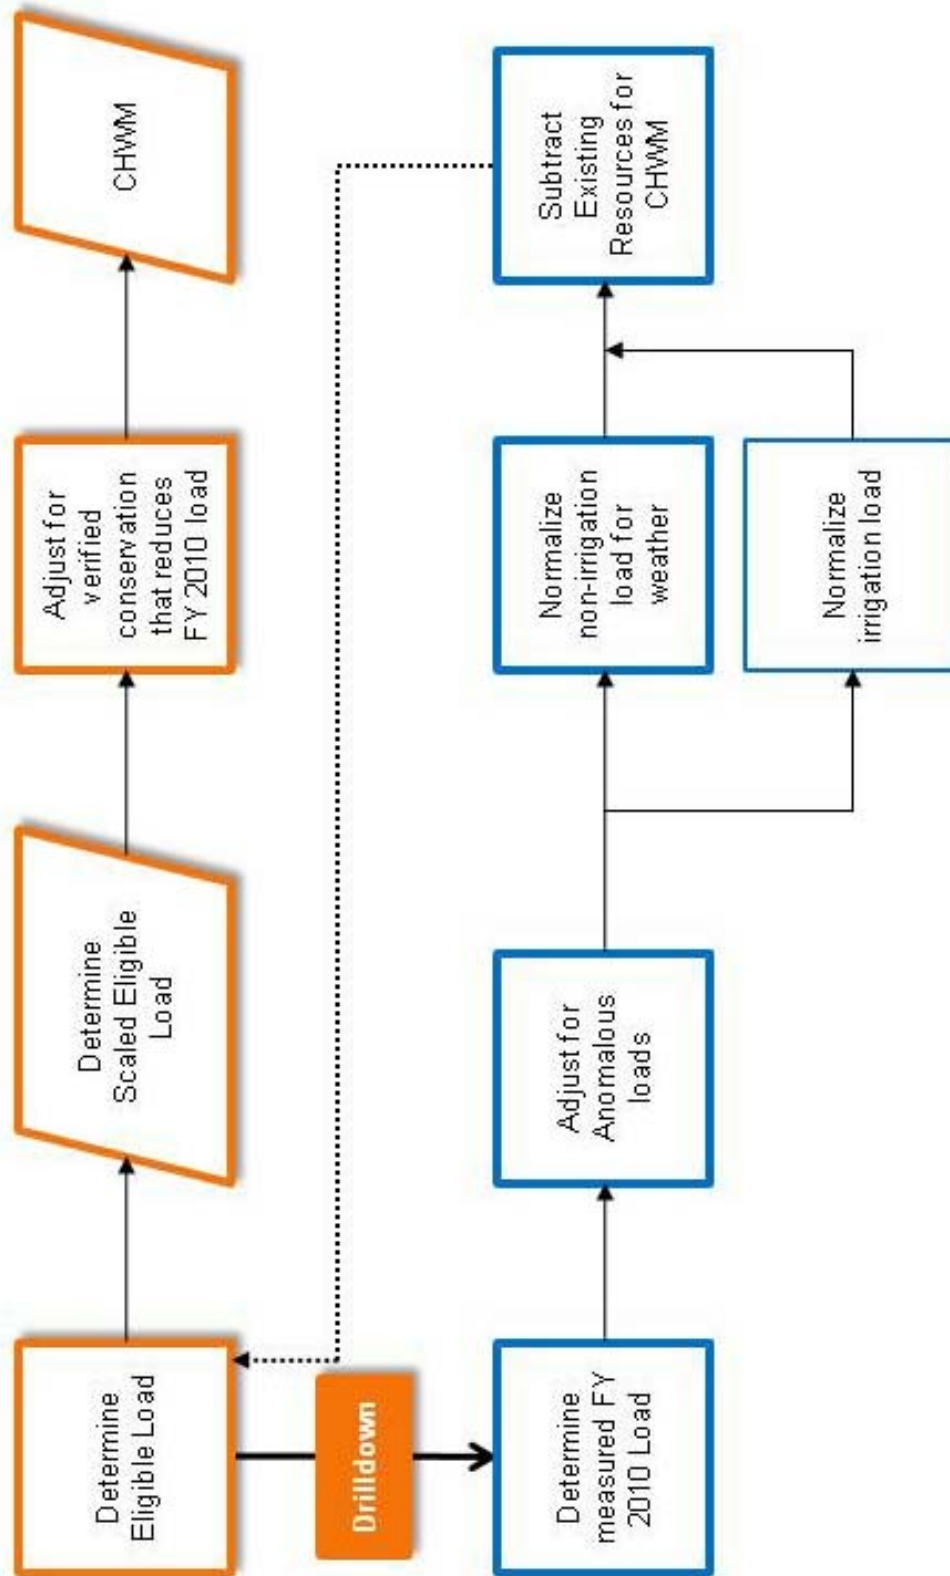 Determine
Eligible Load
Determine
Scaled Eligible
Load
Adjust for
verified
conservation
that reduces
FY 2010 load
CHWM
Drilldown
Determine
measured FY
2010 Load
Adjust for
Anomalous
loads
Normalize
non-irrigation
load for
weather
Normalize
irrigation load
Subtract
Existing
Resources for
CHWM